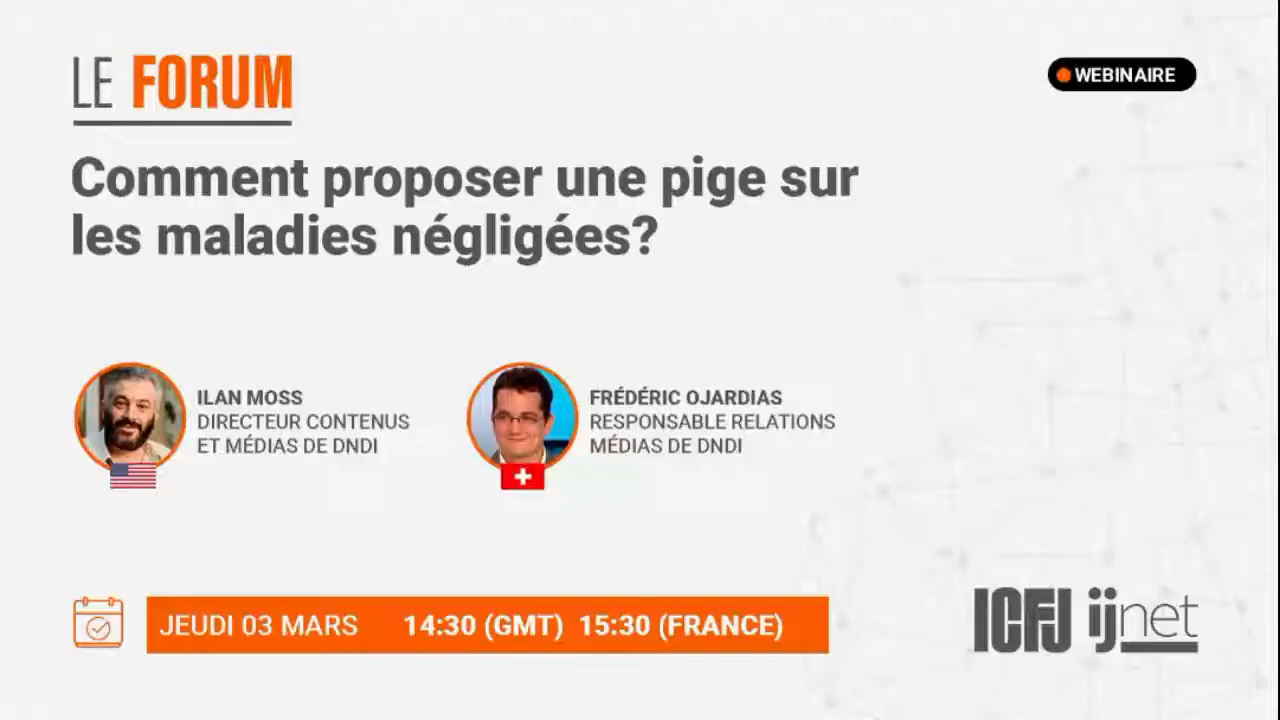 LE FORUM
WEBINAIRE
Comment proposer une pige sur
les maladies négligées?
ILAN MOSS
DIRECTEUR CONTENUS
ET MÉDIAS DE DNDI
FRÉDÉRIC OJARDIAS
RESPONSABLE RELATIONS
MÉDIAS DE DNDI
JEUDI 03 MARS 14:30 (GMT) 15:30 (FRANCE)
ICFJ ijnet